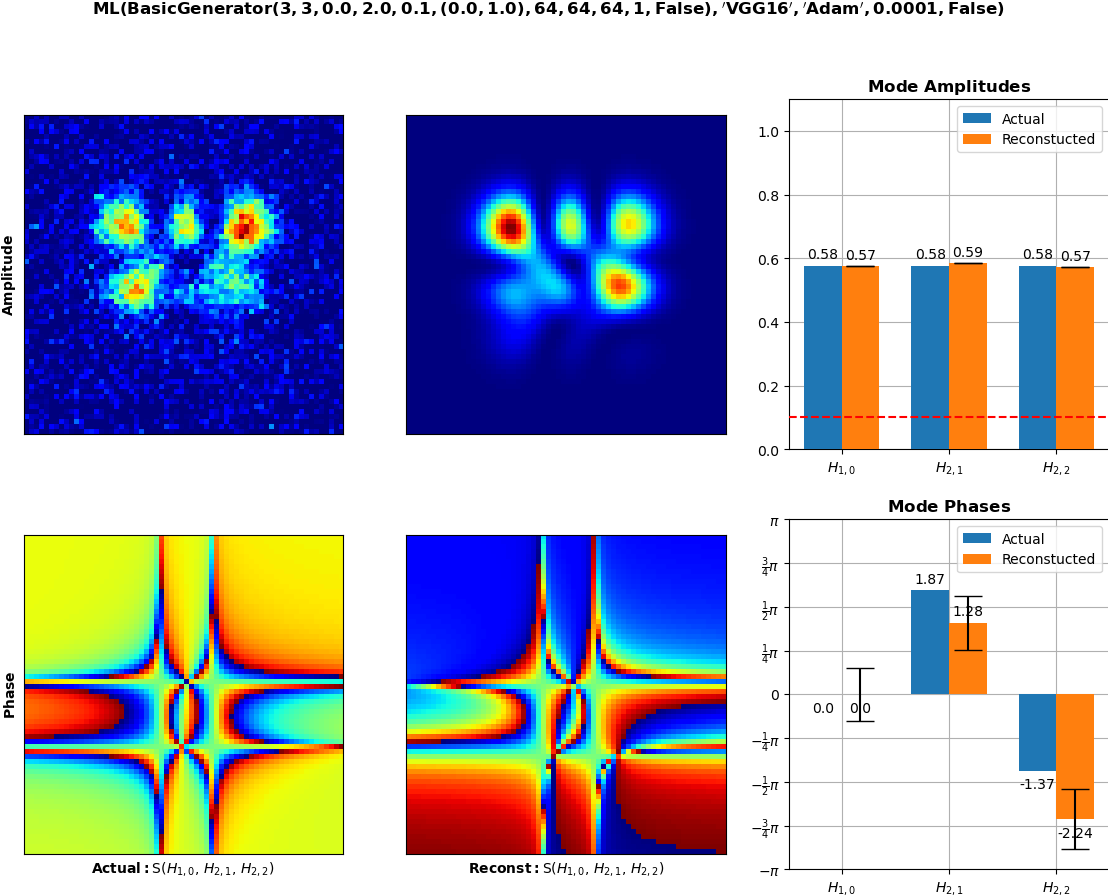 ML(BasicGenerator(3, 3, 0.0, 2.0, 0.1, (0.0, 1.0), 64, 64, 64, 1, False), ′VGG16′, ′Adam′, 0.0001, False)
Amplitude
Mode Amplitudes
Actual
Reconstucted
1.0
0.8
0.6
0.4
0.2
0.0
0.58 0.57 0.58 0.59 0.58 0.57
H1,0 H2,1 H2,2
Phase
Actual: S(H1,0, H2,1, H2,2)
Reconst: S(H1,0, H2,1, H2,2)
Mode Phases
Actual
Reconstucted
π
3/4π
1/2π
1/4π
0
−1/4π
−1/2π
−3/4π
−π
0.0 0.0 1.87 1.28 -1.37 -2.24
H1,0 H2,1 H2,2